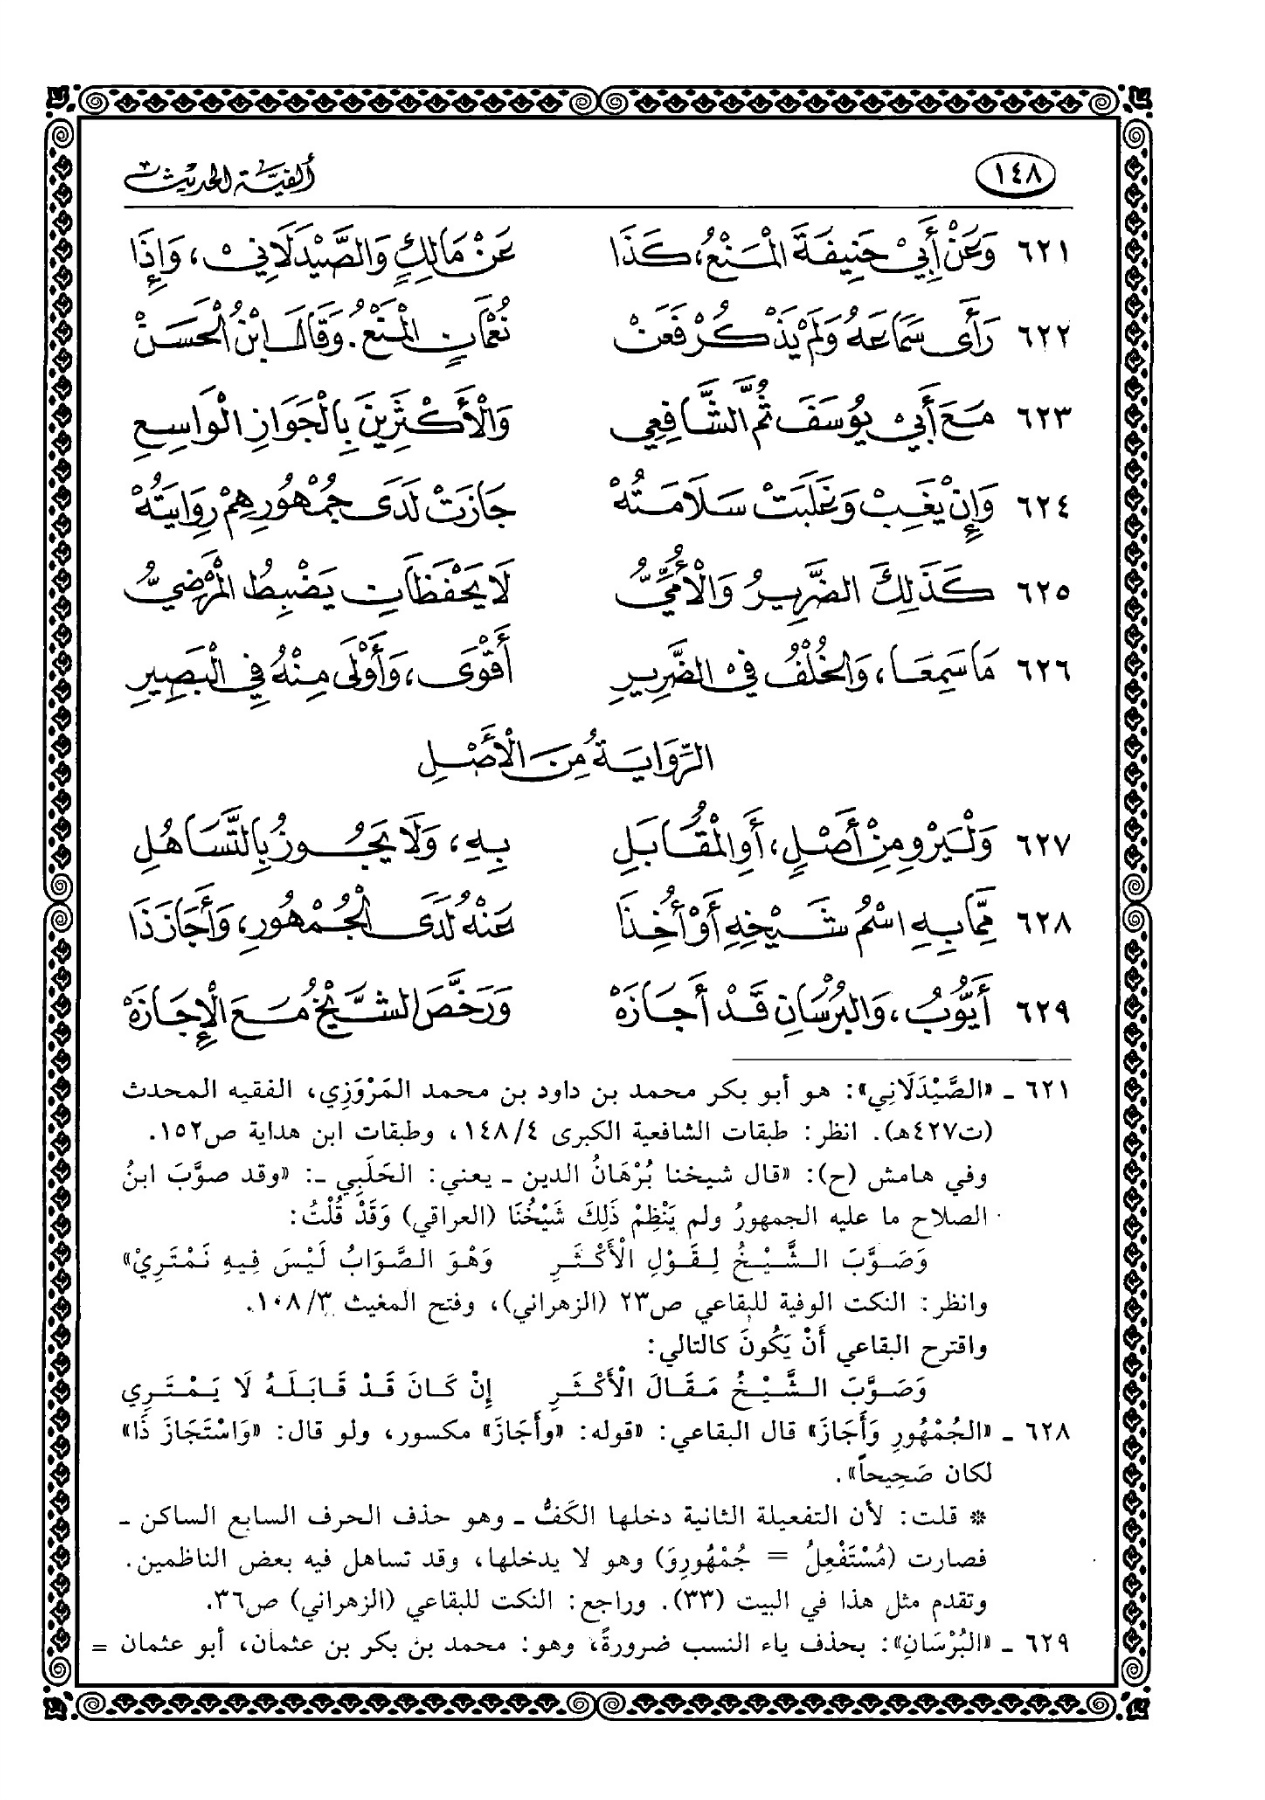 ١٤٨ ألفية الحديث
٦٢١ وَعَنْ أَبِيْ حَنِيفَةَ الْمَنْعُ، كَذَا عَنْ مَالِكٍ وَالصَّيْدَلَانِيْ، وَإِذَا
٦٢٢ رَأَى سَمَاعَهُ وَلَمْ يَذْكُرْ فَعَنْ نُعْمَانٍ الْمَنْعُ. وَقَالَ ابْنُ الْحَسَنْ
٦٢٣ مَعَ أَبِيْ يُوسَفَ ثُمَّ الشَّافِعِي وَالْأَكْثَرِينَ بِالْجَوَازِ الْوَاسِعِ
٦٢٤ وَإِنْ يَغِبْ وَغَلَبَتْ سَلَامَتُهْ جَازَتْ لَدَى جُمْهُورِهِمْ رِوَايَتُهْ
٦٢٥ كَذَلِكَ الضَّرِيرُ وَالْأُمِّيُّ لَا يَحْفَظَانِ يَضْبِطُ الْمَرْضِيُّ
٦٢٦ مَا سَمِعَا، وَالْخُلْفُ فِيْ الضَّرِيرِ أَقْوَى، وَأَوْلَى مِنْهُ فِي الْبَصِيرِ
الرِّوَايَةُ مِنَ الْأَصْلِ
٦٢٧ وَلْيَرْوِ مِنْ أَصْلٍ، أَوِ الْمُقَابَلِ بِهِ، وَلَا يَجُوزُ بِالتَّسَاهُلِ
٦٢٨ مِمَّا بِهِ اسْمُ شَيْخِهِ أَوْ أُخِذَا عَنْهُ لَدَى الْجُمْهُورِ، وَأَجَازَ ذَا
٦٢٩ أَيُّوبُ، وَالبُرْسَانِ قَدْ أَجَازَهْ وَرَخَّصَ الشَّيْخُ مَعَ الْإِجَازَهْ
٦٢١ ـ «الصَّيْدَلَانِي»: هو أبو بكر محمد بن داود بن محمد المَرْوَزِي، الفقيه المحدث
(ت٤٢٧هـ). انظر: طبقات الشافعية الكبرى ١٤٨/٤، وطبقات ابن هداية ص١٥٢.
وفي هامش (ح): «قال شيخنا بُرْهَانُ الدين ـ يعني: الحَلَبِي ـ: «وقد صوَّبَ ابنُ
الصلاح ما عليه الجمهورُ ولم يَنْظِمْ ذَلِكَ شَيْخُنَا (العراقي) وَقَدْ قُلْتُ:
وَصَوَّبَ الشَّيْخُ لِقَوْلِ الْأَكْثَرِ وَهْوَ الصَّوَابُ لَيْسَ فِيهِ نَمْتَرِيْ»
وانظر: النكت الوفية للبقاعي ص٢٣ (الزهراني)، وفتح المغيث ١٠٨/٣.
واقترح البقاعي أَنْ يَكُونَ كالتالي:
وَصَوَّبَ الشَّيْخُ مَقَالَ الْأَكْثَرِ إِنْ كَانَ قَدْ قَابَلَهُ لَا يَمْتَرِي
٦٢٨ ـ «الجُمْهُورِ وَأَجَازَ» قال البقاعي: «قوله: «وأَجَازَ» مكسور، ولو قال: «وَاسْتَجَازَ ذَا»
لكان صَحِيحاً».
* قلت: لأن التفعيلة الثانية دخلها الكَفُّ ـ وهو حذف الحرف السابع الساكن ـ
فصارت (مُسْتَفْعِلُ = جُمْهُورِوَ) وهو لا يدخلها، وقد تساهل فيه بعض الناظمين.
وتقدم مثل هذا في البيت (٣٣). وراجع: النكت للبقاعي (الزهراني) ص٣٦.
٦٢٩ ـ «البُرْسَانِ»: بحذف ياء النسب ضرورةً، وهو: محمد بن بكر بن عثمان، أبو عثمان =